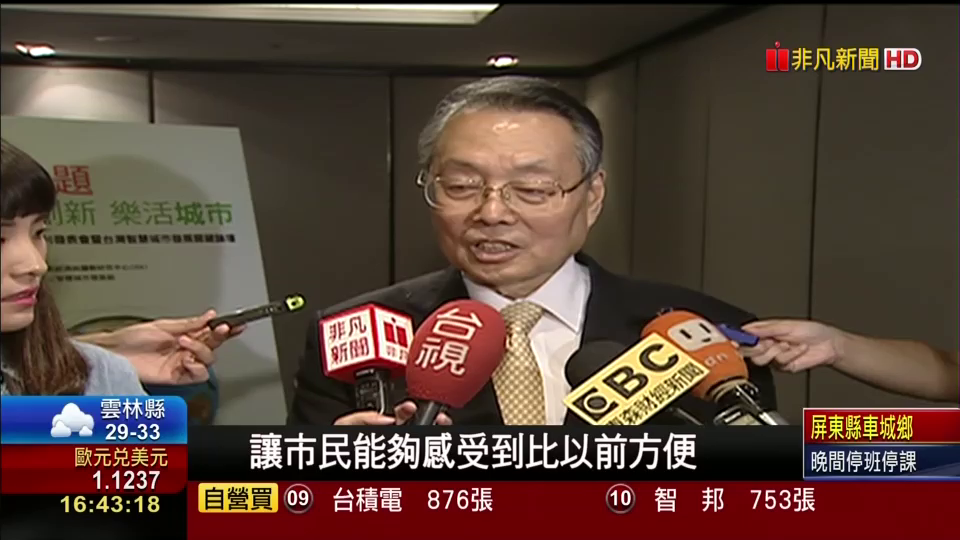 非凡新聞 HD
題
創新 樂活城市
非凡
新聞
台
視
EBC
東森財經新聞
dn
讓市民能夠感受到比以前方便
雲林縣
29-33
歐元兌美元
1.1237
16:43:18
屏東縣車城鄉
晚間停班停課
自營買 09 台積電 876張 10 智邦 753張